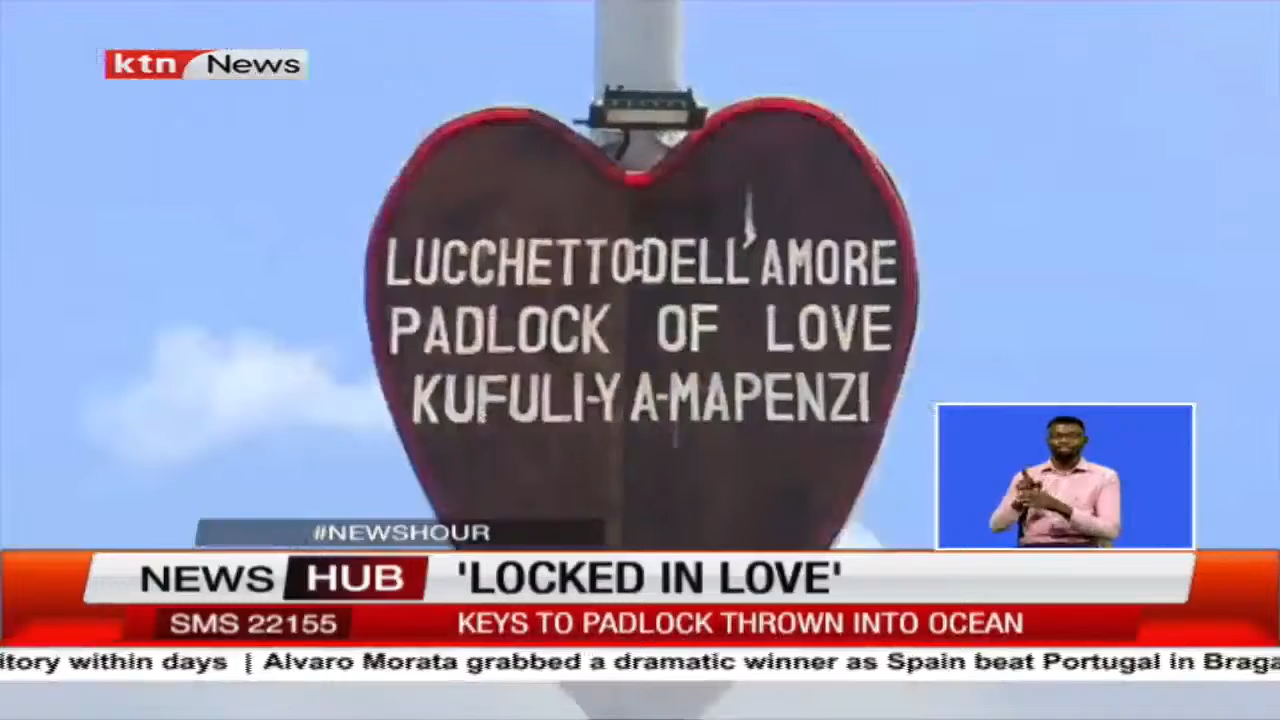 ktn News
LUCCHETTO:DELL'AMORE
PADLOCK OF LOVE
KUFULI-YA-MAPENZI
#NEWSHOUR
NEWS HUB 'LOCKED IN LOVE'
SMS 22155 KEYS TO PADLOCK THROWN INTO OCEAN
itory within days | Alvaro Morata grabbed a dramatic winner as Spain beat Portugal in Braga